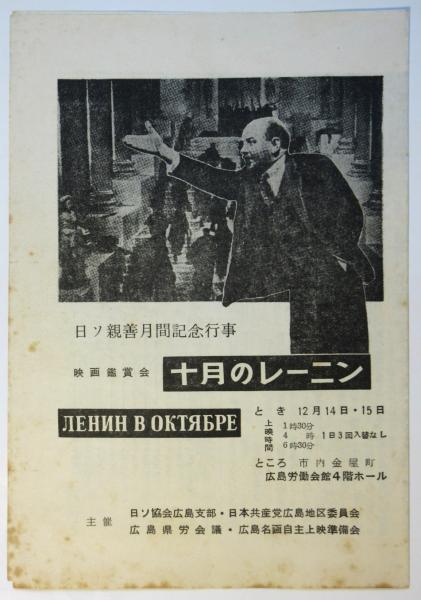 日ソ親善月間記念行事
映画鑑賞会 十月のレーニン
ЛЕНИН В ОКТЯБРЕ
とき 12月14日・15日
上映時間 1時30分 4時 6時30分 1日3回入替なし
ところ 市内金屋町
広島労働会館4階ホール
主催 日ソ協会広島支部・日本共産党広島地区委員会
広島県労会議・広島名画自主上映準備会